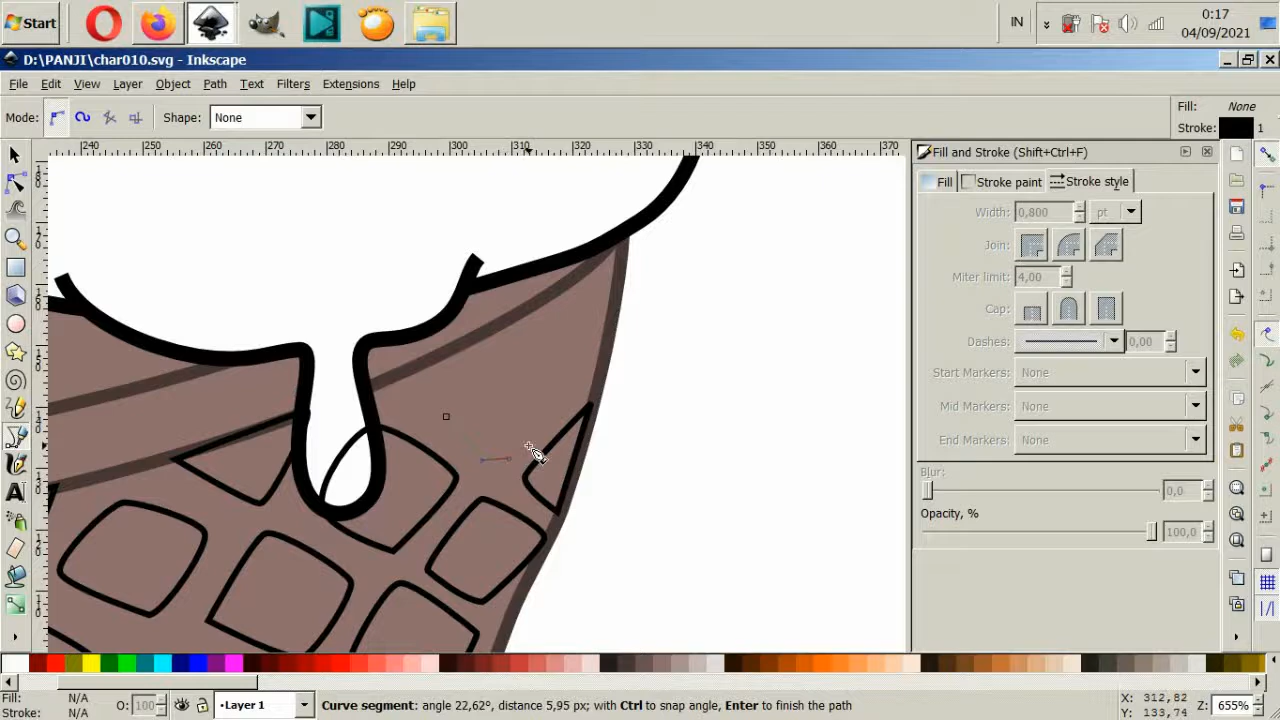 Start
IN
0:17
04/09/2021
D:\PANJI\char010.svg - Inkscape
File Edit View Layer Object Path Text Filters Extensions Help
Mode: Shape: None
Fill: None
Stroke: 1
240 250 260 270 280 290 300 310 320 330 340 350 360 370
Fill and Stroke (Shift+Ctrl+F)
Fill Stroke paint Stroke style
Width: 0,800 pt
Join:
Miter limit: 4,00
Cap:
Dashes: 0,00
Start Markers: None
Mid Markers: None
End Markers: None
Blur:
0,0
Opacity, %
100,0
Fill: N/A
Stroke: N/A
O: 100
Layer 1
Curve segment: angle 22,62°, distance 5,95 px; with Ctrl to snap angle, Enter to finish the path
X: 312,82
Y: 133,74
Z: 655%